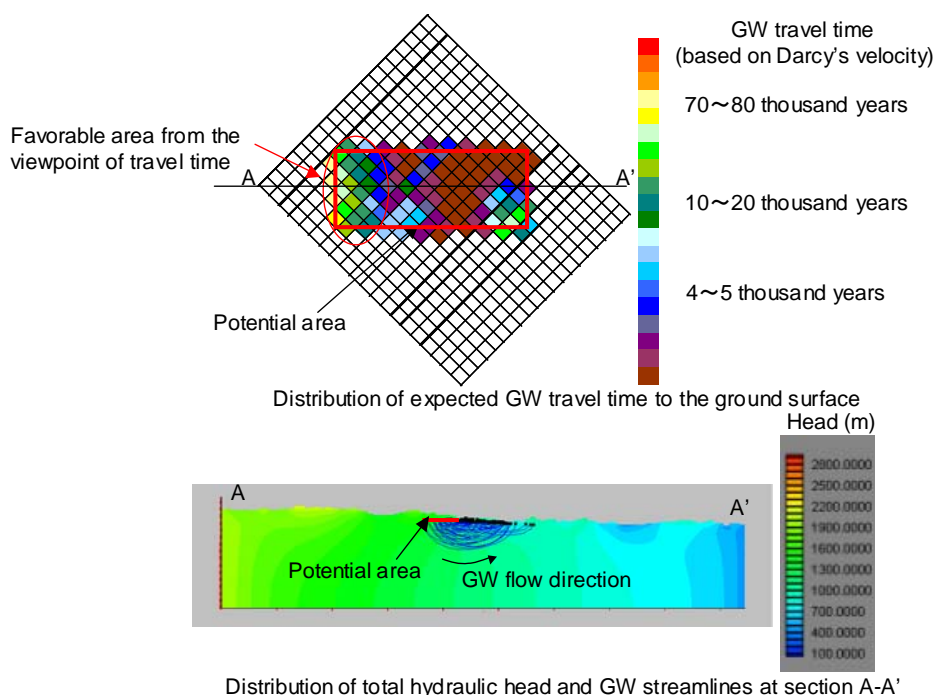 GW travel time
(based on Darcy's velocity)
70～80 thousand years
Favorable area from the
viewpoint of travel time
A
A’
10～20 thousand years
4～5 thousand years
Potential area
Distribution of expected GW travel time to the ground surface
Head (m)
A
A’
2800.0000
2500.0000
2200.0000
1900.0000
1600.0000
1300.0000
1000.0000
700.0000
400.0000
100.0000
Potential area
GW flow direction
Distribution of total hydraulic head and GW streamlines at section A-A’